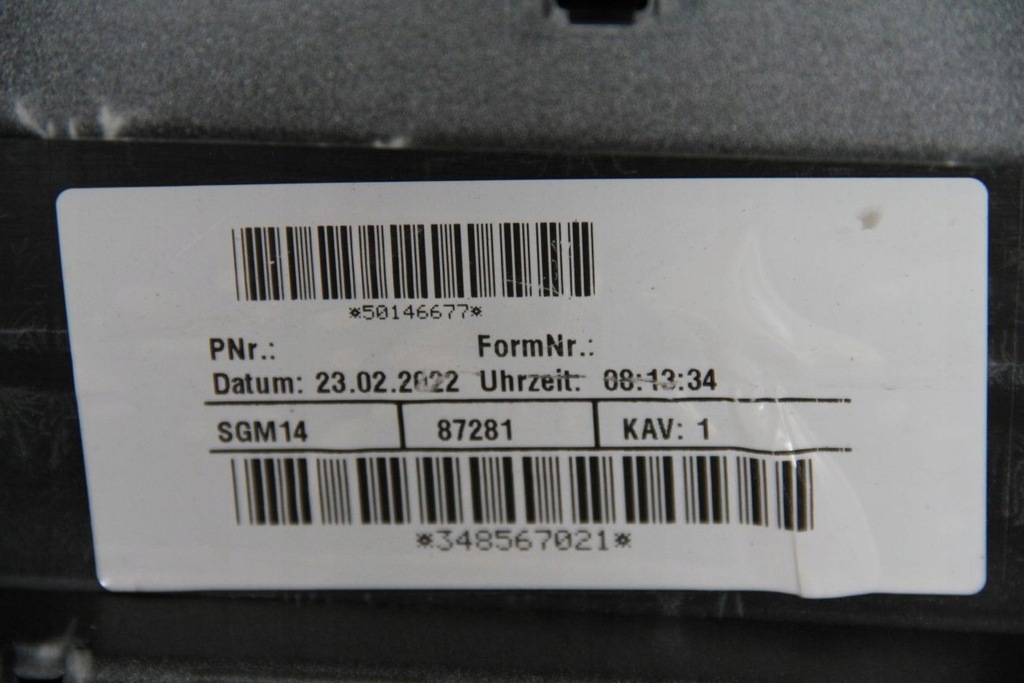 *50146677*
PNr.: FormNr.:
Datum: 23.02.2022 Uhrzeit: 08:13:34
SGM14 87281 KAV: 1
*348567021*